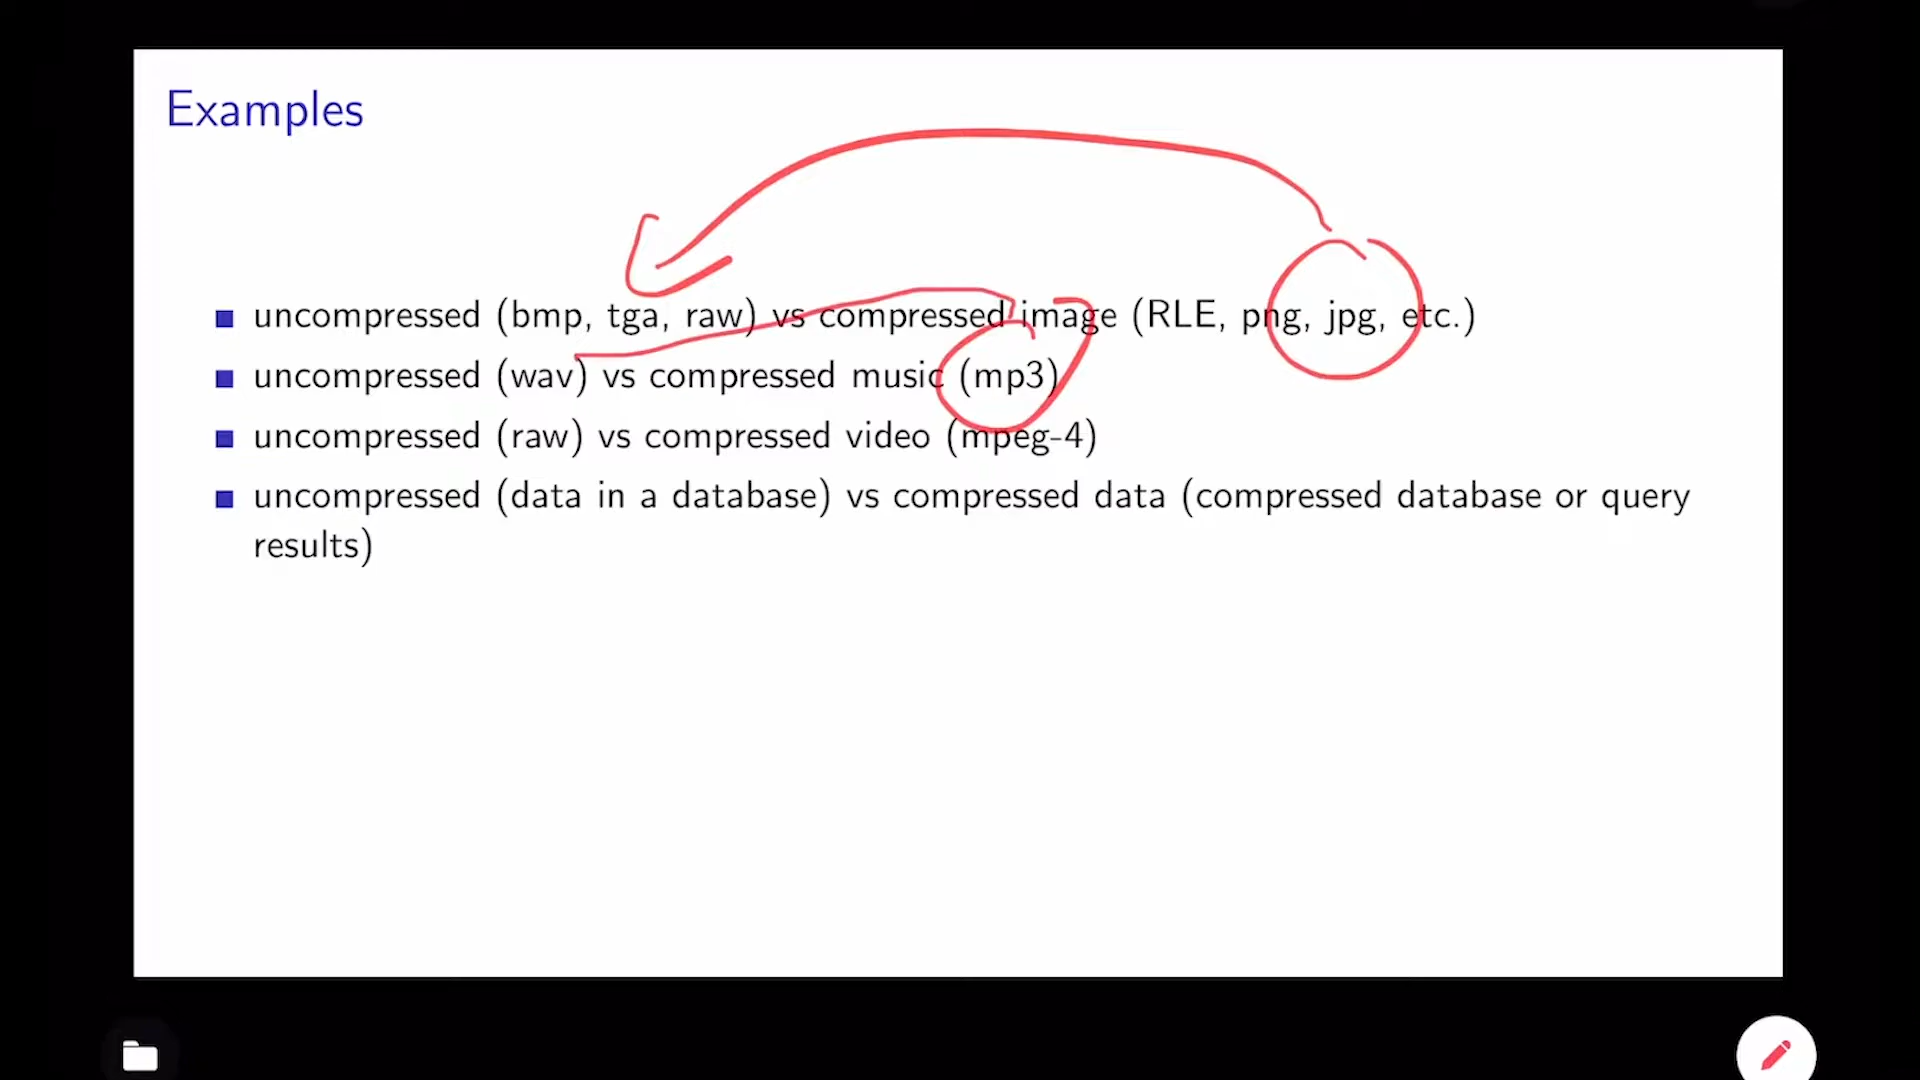 Examples
uncompressed (bmp, tga, raw) vs compressed image (RLE, png, jpg, etc.)
uncompressed (wav) vs compressed music (mp3)
uncompressed (raw) vs compressed video (mpeg-4)
uncompressed (data in a database) vs compressed data (compressed database or query
results)